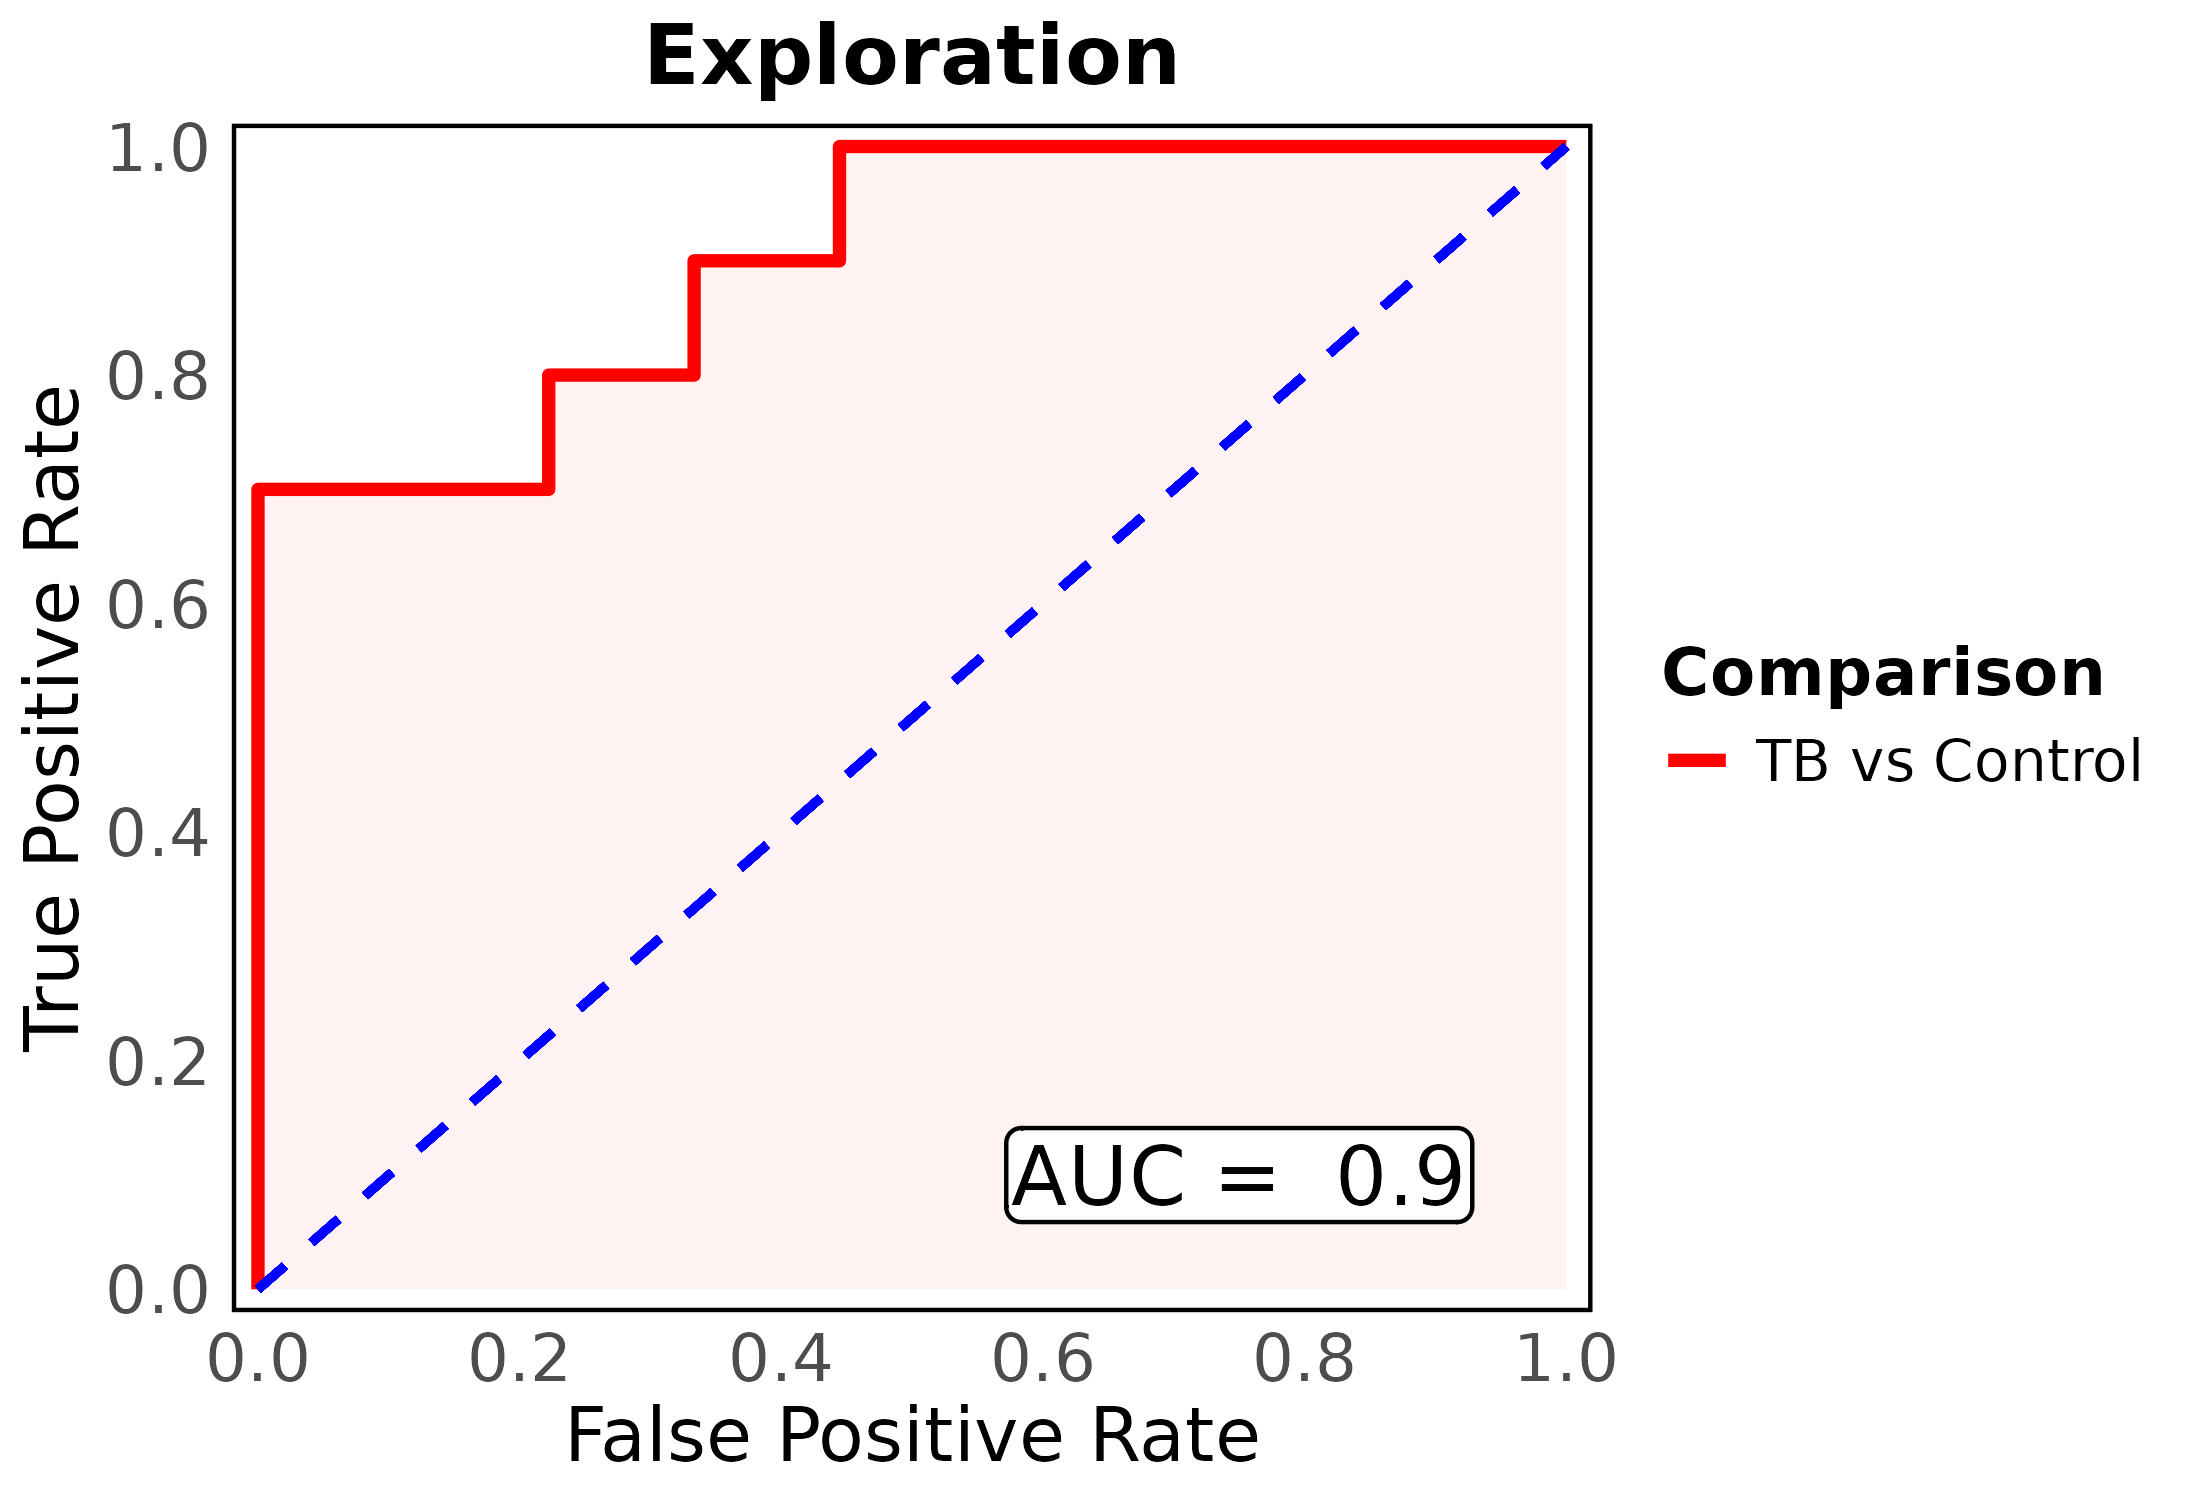 Exploration
True Positive Rate
1.0
0.8
0.6
0.4
0.2
0.0
AUC =  0.9
0.0 0.2 0.4 0.6 0.8 1.0
False Positive Rate
Comparison
TB vs Control